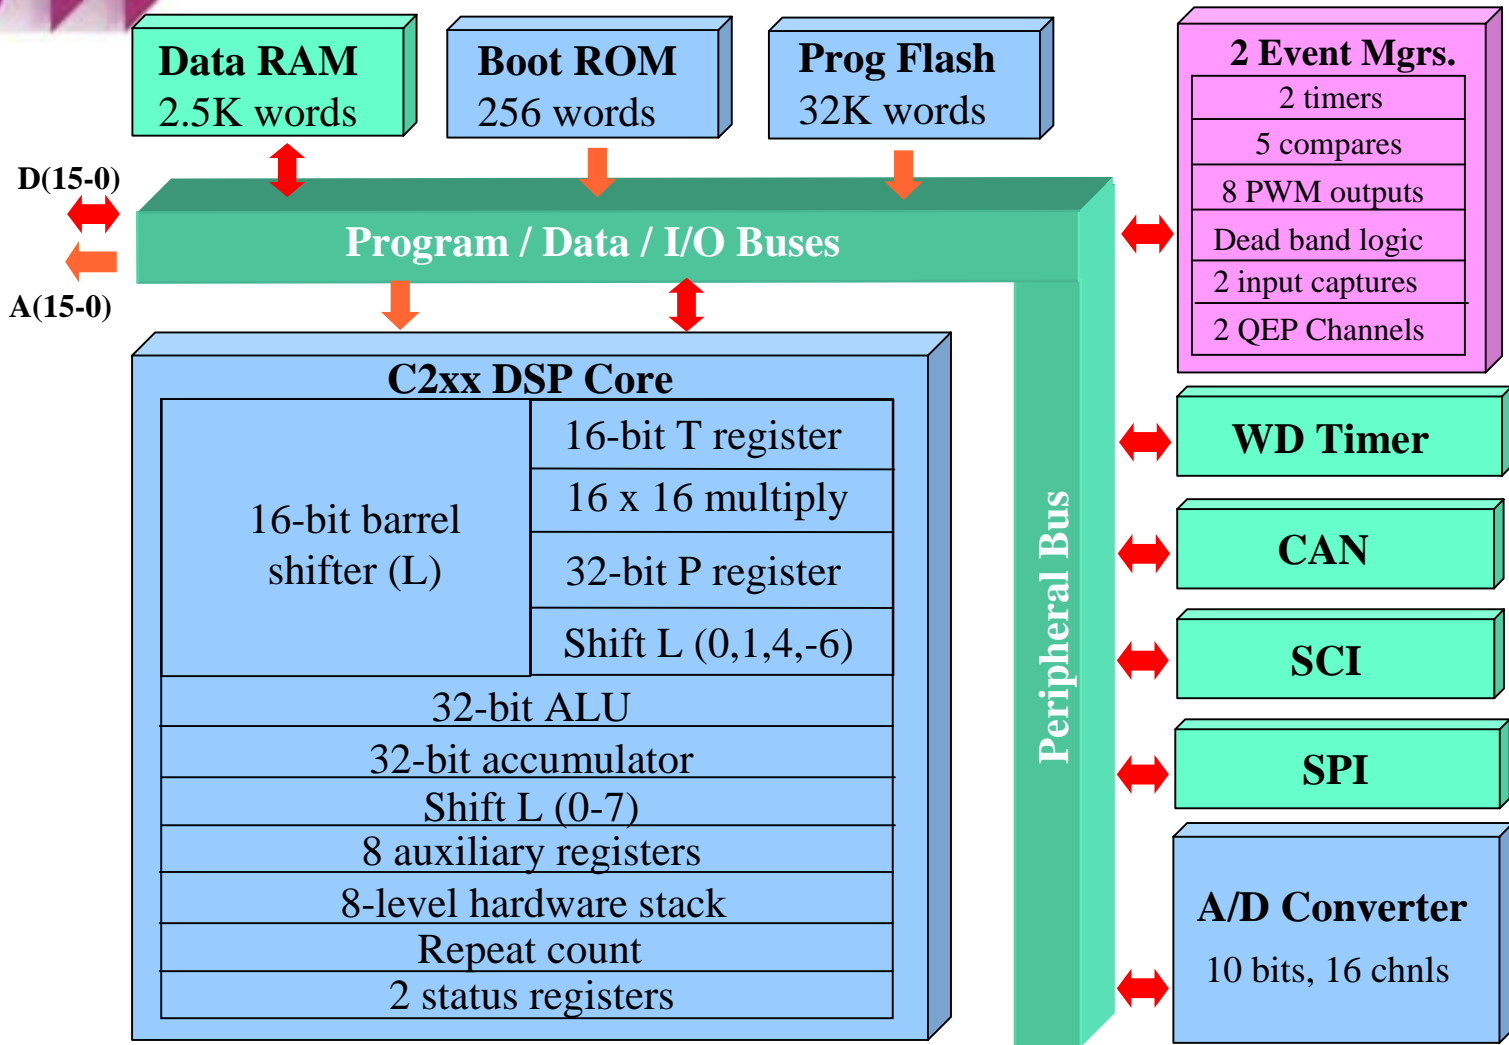 Data RAM
2.5K words
Boot ROM
256 words
Prog Flash
32K words
2 Event Mgrs.
2 timers
5 compares
8 PWM outputs
Dead band logic
2 input captures
2 QEP Channels
D(15-0)
A(15-0)
Program / Data / I/O Buses
C2xx DSP Core
16-bit barrel
shifter (L)
16-bit T register
16 x 16 multiply
32-bit P register
Shift L (0,1,4,-6)
32-bit ALU
32-bit accumulator
Shift L (0-7)
8 auxiliary registers
8-level hardware stack
Repeat count
2 status registers
Peripheral Bus
WD Timer
CAN
SCI
SPI
A/D Converter
10 bits, 16 chnls